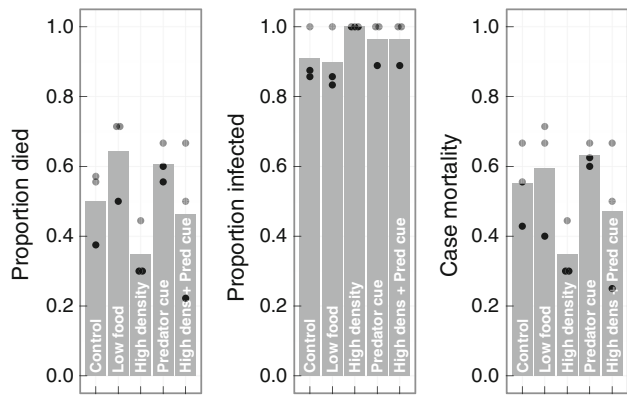 Proportion died
1.0
0.8
0.6
0.4
0.2
0.0
Control
Low food
High density
Predator cue
High dens + Pred cue
Proportion infected
1.0
0.8
0.6
0.4
0.2
0.0
Control
Low food
High density
Predator cue
High dens + Pred cue
Case mortality
1.0
0.8
0.6
0.4
0.2
0.0
Control
Low food
High density
Predator cue
High dens + Pred cue